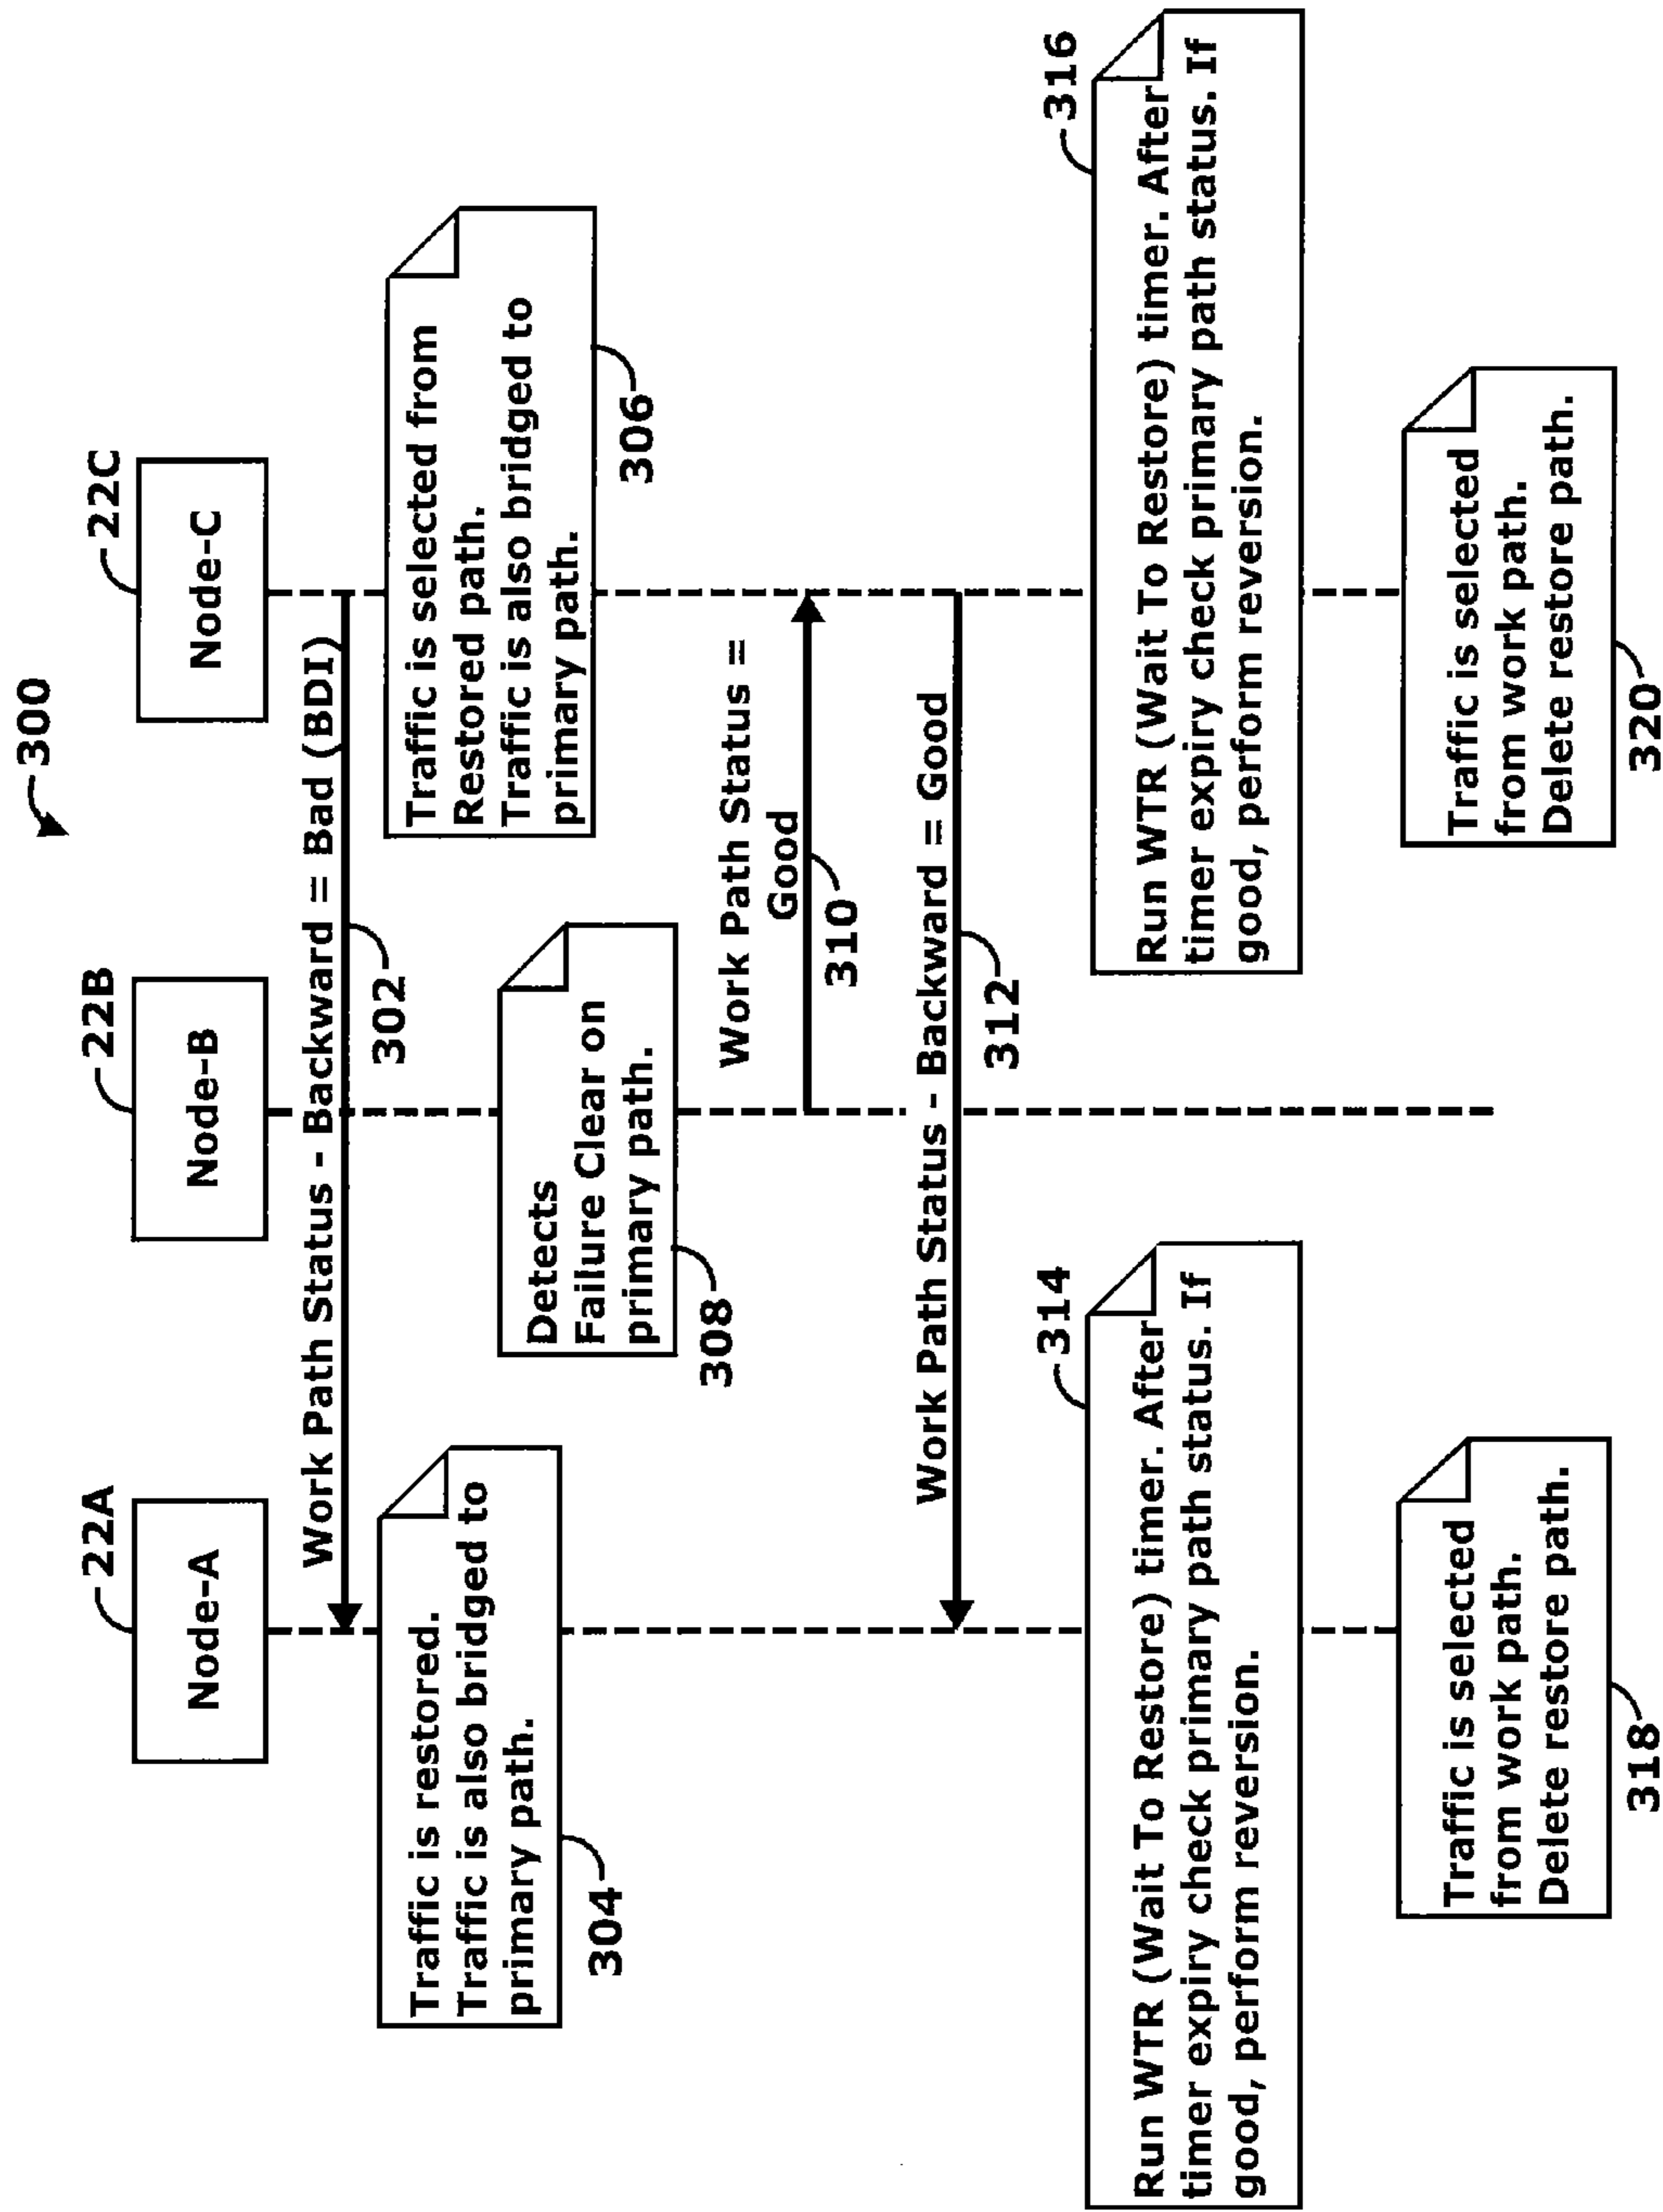 300
22A
22B
22C
Node-A
Node-B
Node-C
Work Path Status - Backward = Bad (BDI)
302
Traffic is restored.
Traffic is also bridged to
primary path.
304
Traffic is selected from
Restored path.
Traffic is also bridged to
primary path.
306
Detects
Failure Clear on
primary path.
308
Work Path Status =
Good
310
Work Path Status - Backward = Good
312
314
Run WTR (Wait To Restore) timer. After
timer expiry check primary path status. If
good, perform reversion.
316
Run WTR (Wait To Restore) timer. After
timer expiry check primary path status. If
good, perform reversion.
Traffic is selected
from work path.
Delete restore path.
318
Traffic is selected
from work path.
Delete restore path.
320